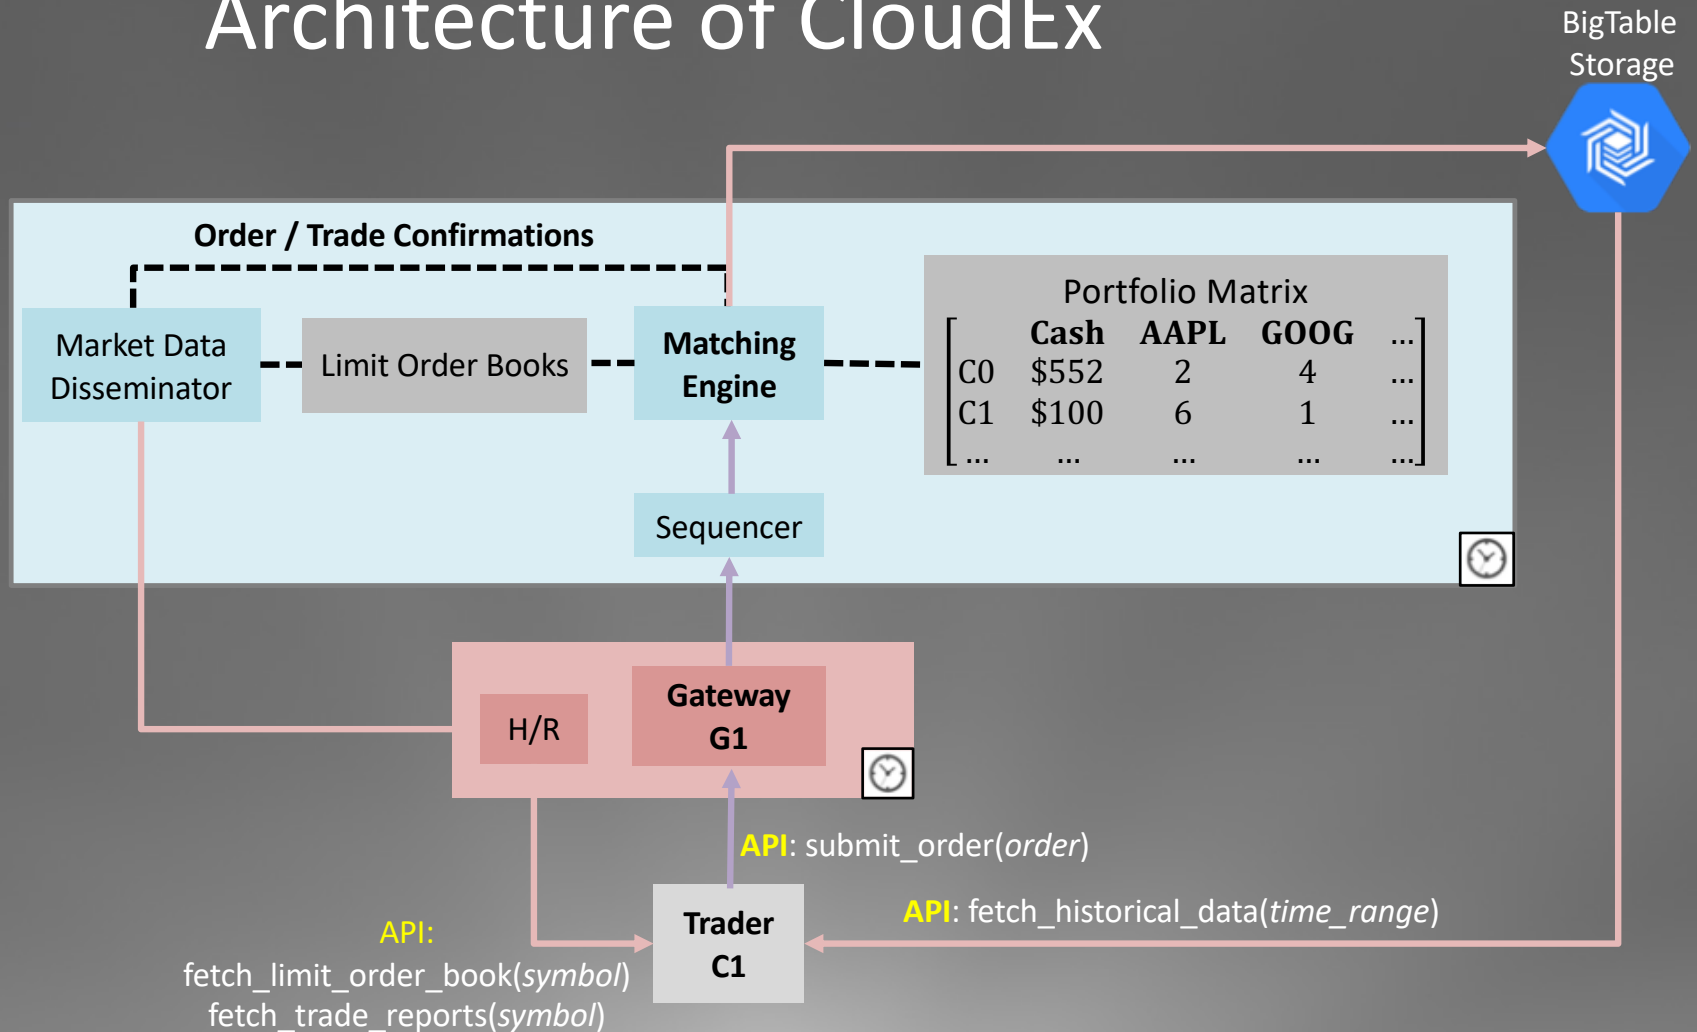 Architecture of CloudEx
BigTable
Storage
Order / Trade Confirmations
Market Data
Disseminator
Limit Order Books
Matching
Engine
Portfolio Matrix
Cash AAPL GOOG ...
C0 $552 2 4 ...
C1 $100 6 1 ...
... ... ... ... ...
Sequencer
H/R
Gateway
G1
API: submit_order(order)
Trader
C1
API: fetch_historical_data(time_range)
API:
fetch_limit_order_book(symbol)
fetch_trade_reports(symbol)